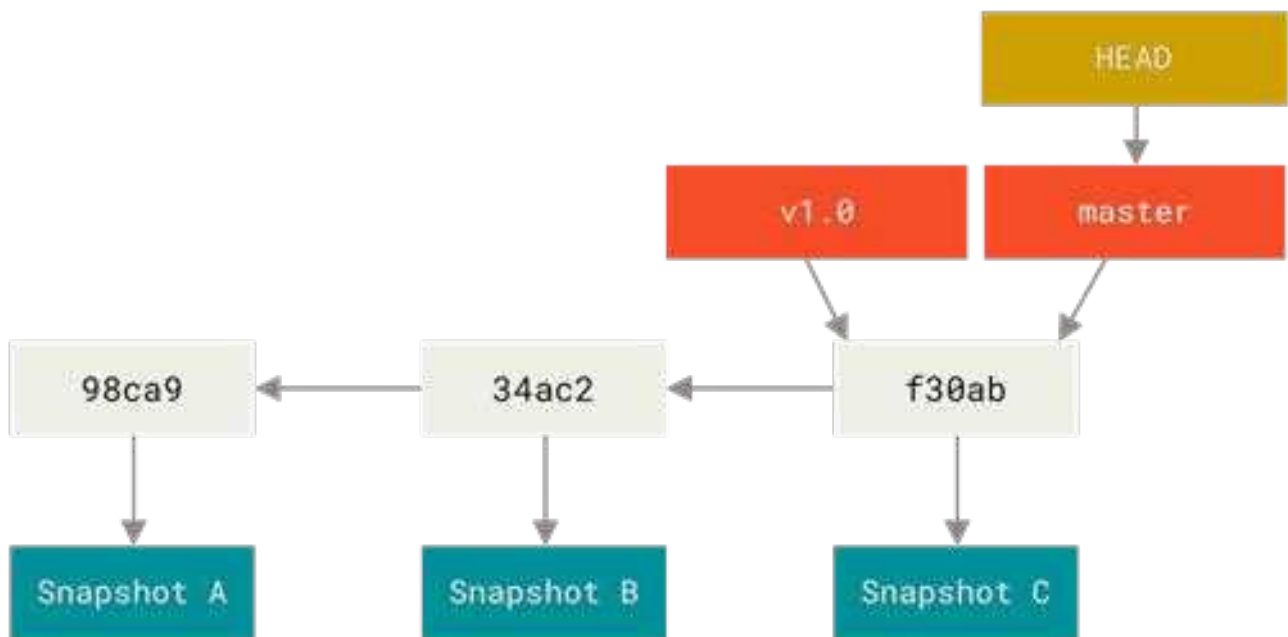 HEAD
v1.0
master
98ca9
34ac2
f30ab
Snapshot A
Snapshot B
Snapshot C